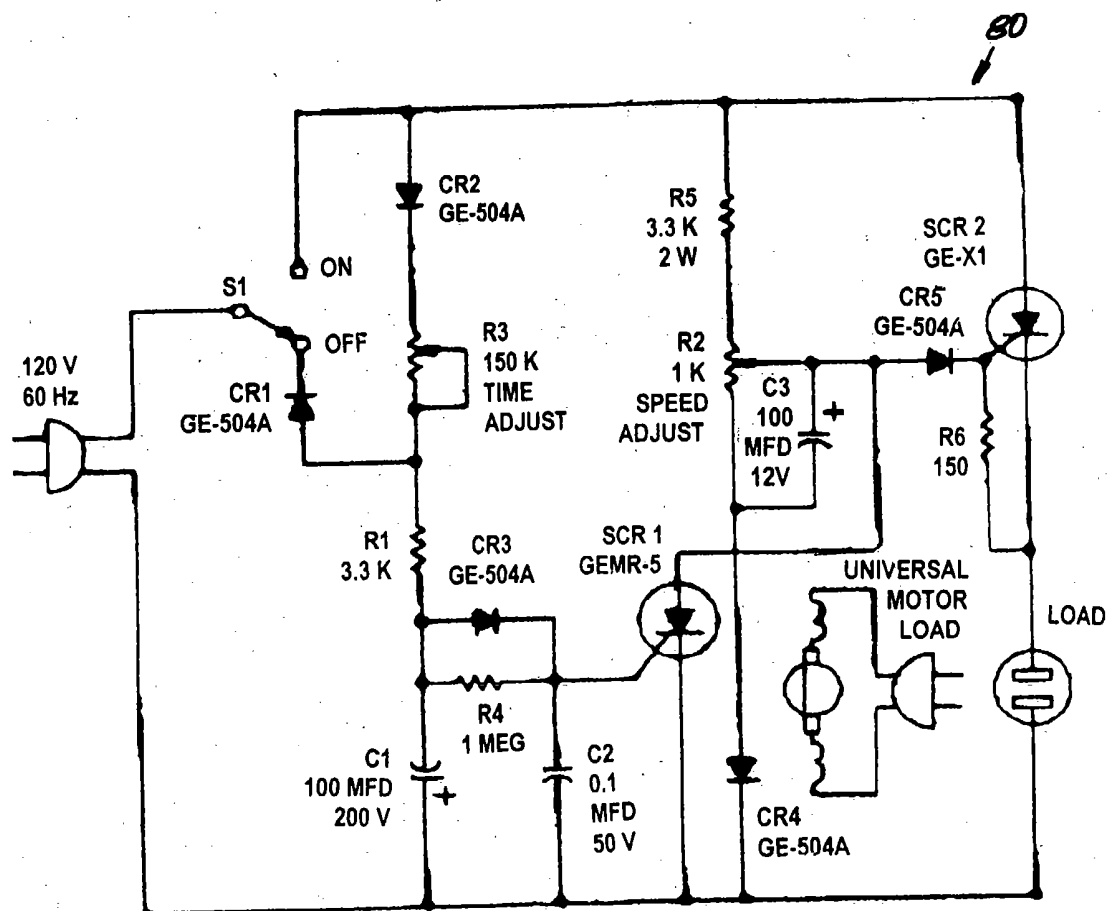 80
CR2
GE-504A
R5
3.3 K
2 W
SCR 2
GE-X1
ON
S1
OFF
CR5
GE-504A
R3
150 K
TIME
ADJUST
R2
1 K
SPEED
ADJUST
120 V
60 Hz
CR1
GE-504A
C3
100
MFD
12V
+
R6
150
R1
3.3 K
CR3
GE-504A
SCR 1
GEMR-5
UNIVERSAL
MOTOR
LOAD
LOAD
R4
1 MEG
C1
100 MFD
200 V
+
C2
0.1
MFD
50 V
CR4
GE-504A